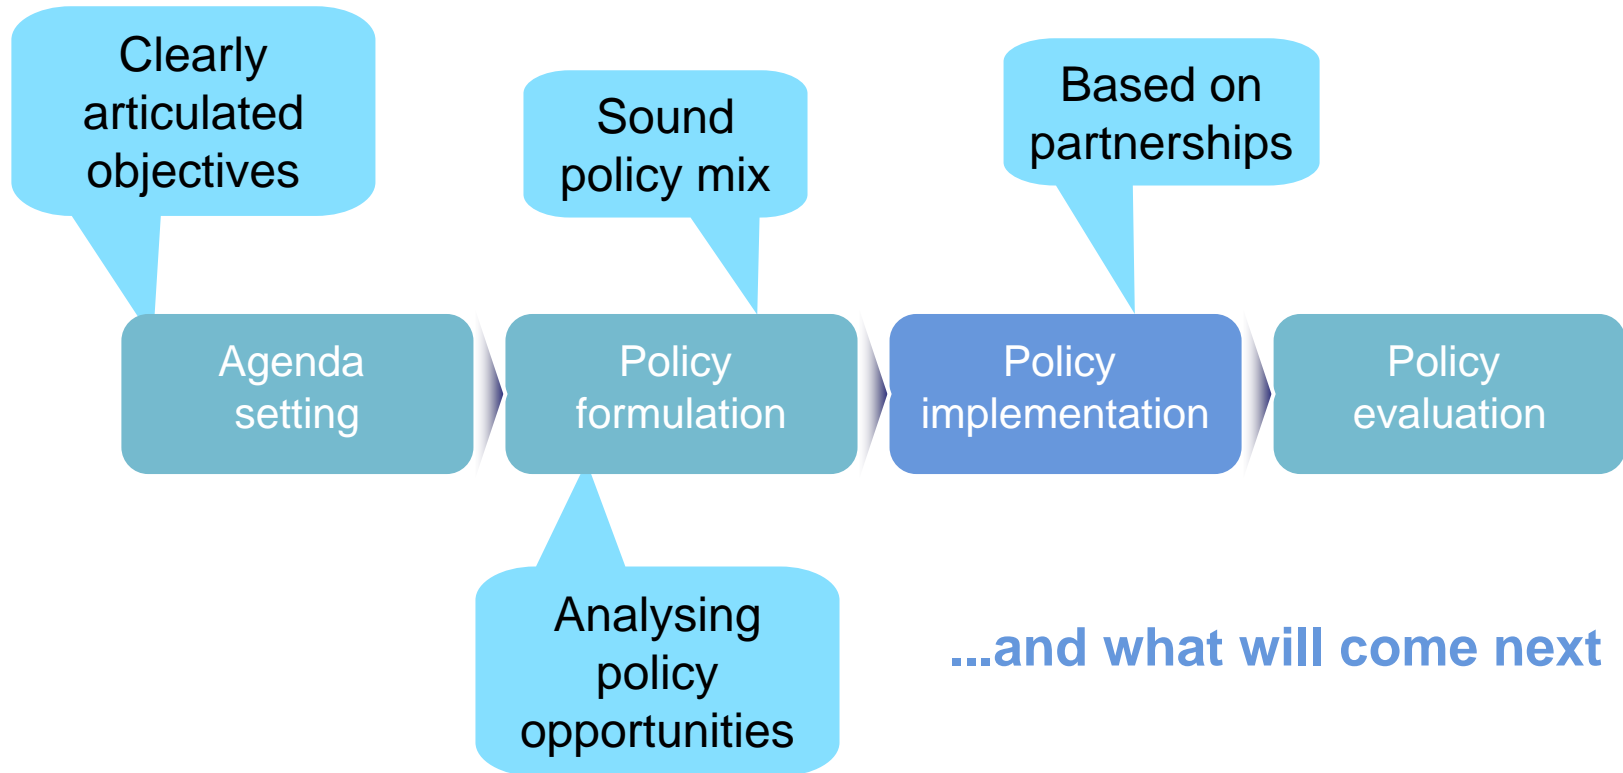 Clearly
articulated
objectives
Sound
policy mix
Based on
partnerships
Agenda
setting
Policy
formulation
Policy
implementation
Policy
evaluation
Analysing
policy
opportunities
...and what will come next